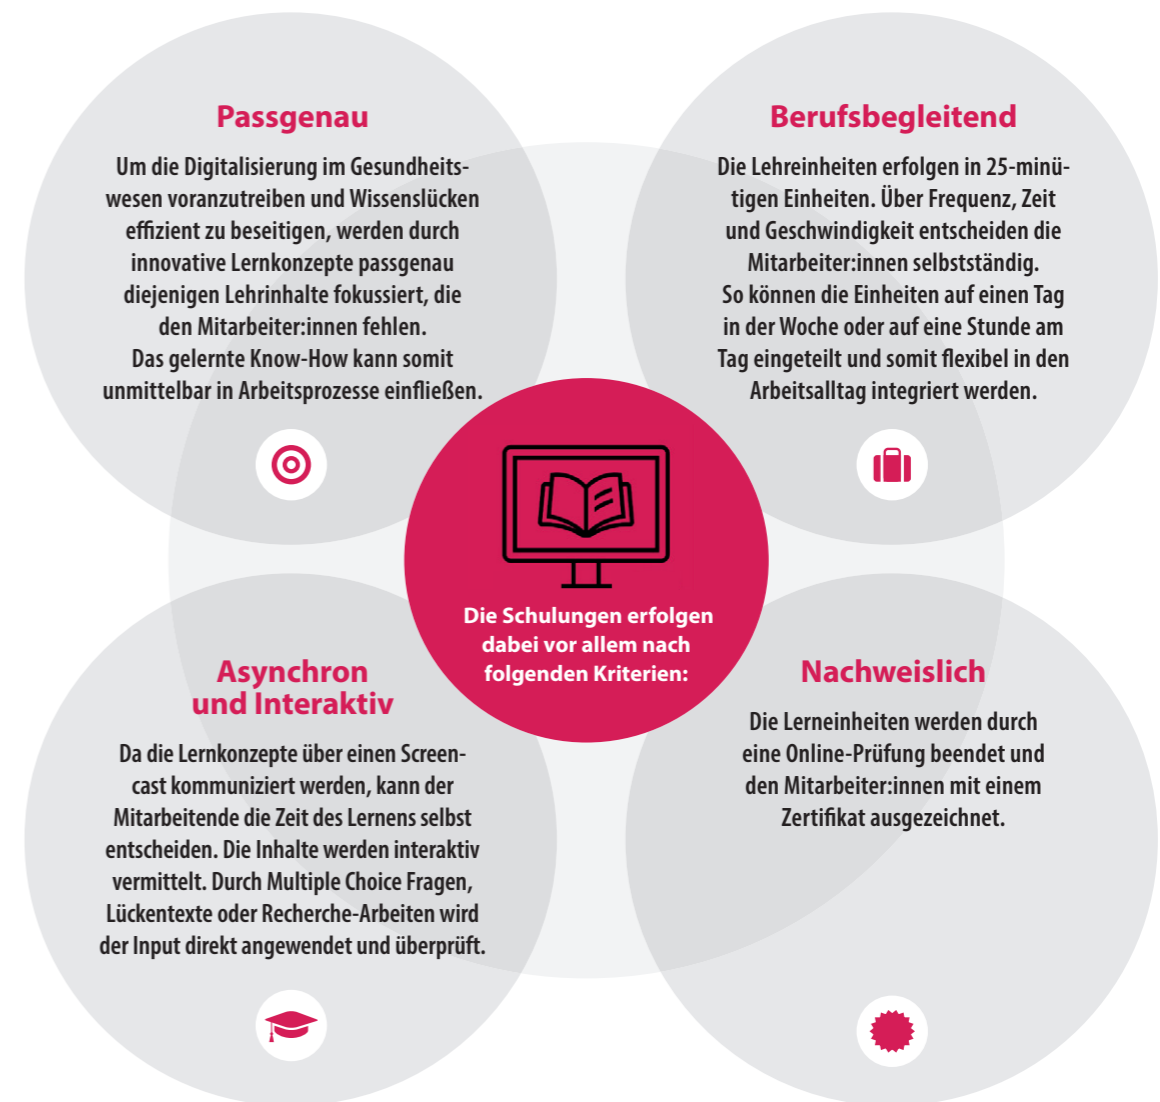 Passgenau
Um die Digitalisierung im Gesundheits-
wesen voranzutreiben und Wissenslücken
effizient zu beseitigen, werden durch
innovative Lernkonzepte passgenau
diejenigen Lehrinhalte fokussiert, die
den Mitarbeiter:innen fehlen.
Das gelernte Know-How kann somit
unmittelbar in Arbeitsprozesse einfließen.
Berufsbegleitend
Die Lehreinheiten erfolgen in 25-minü-
tigen Einheiten. Über Frequenz, Zeit
und Geschwindigkeit entscheiden die
Mitarbeiter:innen selbstständig.
So können die Einheiten auf einen Tag
in der Woche oder auf eine Stunde am
Tag eingeteilt und somit flexibel in den
Arbeitsalltag integriert werden.
Die Schulungen erfolgen
dabei vor allem nach
folgenden Kriterien:
Asynchron
und Interaktiv
Da die Lernkonzepte über einen Screen-
cast kommuniziert werden, kann der
Mitarbeitende die Zeit des Lernens selbst
entscheiden. Die Inhalte werden interaktiv
vermittelt. Durch Multiple Choice Fragen,
Lückentexte oder Recherche-Arbeiten wird
der Input direkt angewendet und überprüft.
Nachweislich
Die Lerneinheiten werden durch
eine Online-Prüfung beendet und
den Mitarbeiter:innen mit einem
Zertifikat ausgezeichnet.